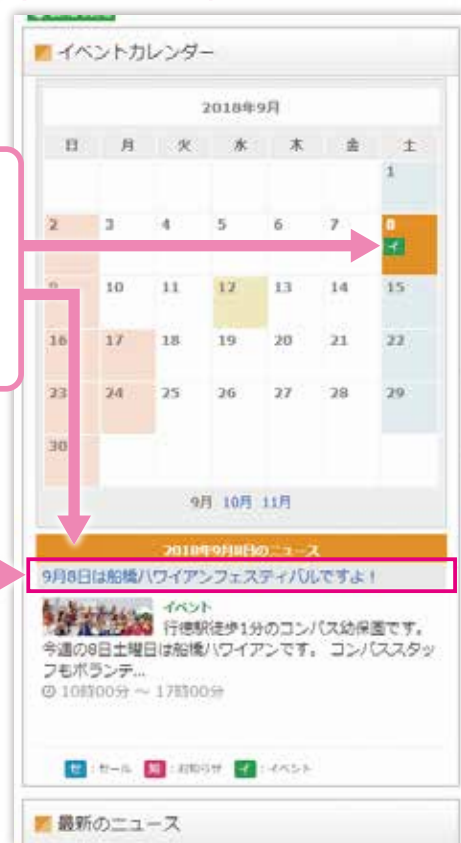 イベントカレンダー
2018年9月
日 月 火 水 木 金 土
1
2 3 4 5 6 7 8
イ
9 10 11 12 13 14 15
16 17 18 19 20 21 22
23 24 25 26 27 28 29
30
9月 10月 11月
2018年9月8日のニュース
9月8日は船橋ハワイアンフェスティバルですよ！
イベント
行徳駅徒歩1分のコンパス幼保園です。
今週の8日土曜日は船橋ハワイアンです。 コンパススタッ
フもボランテ...
10時00分 ～ 17時00分
セ : セール 知 : お知らせ イ : イベント
最新のニュース